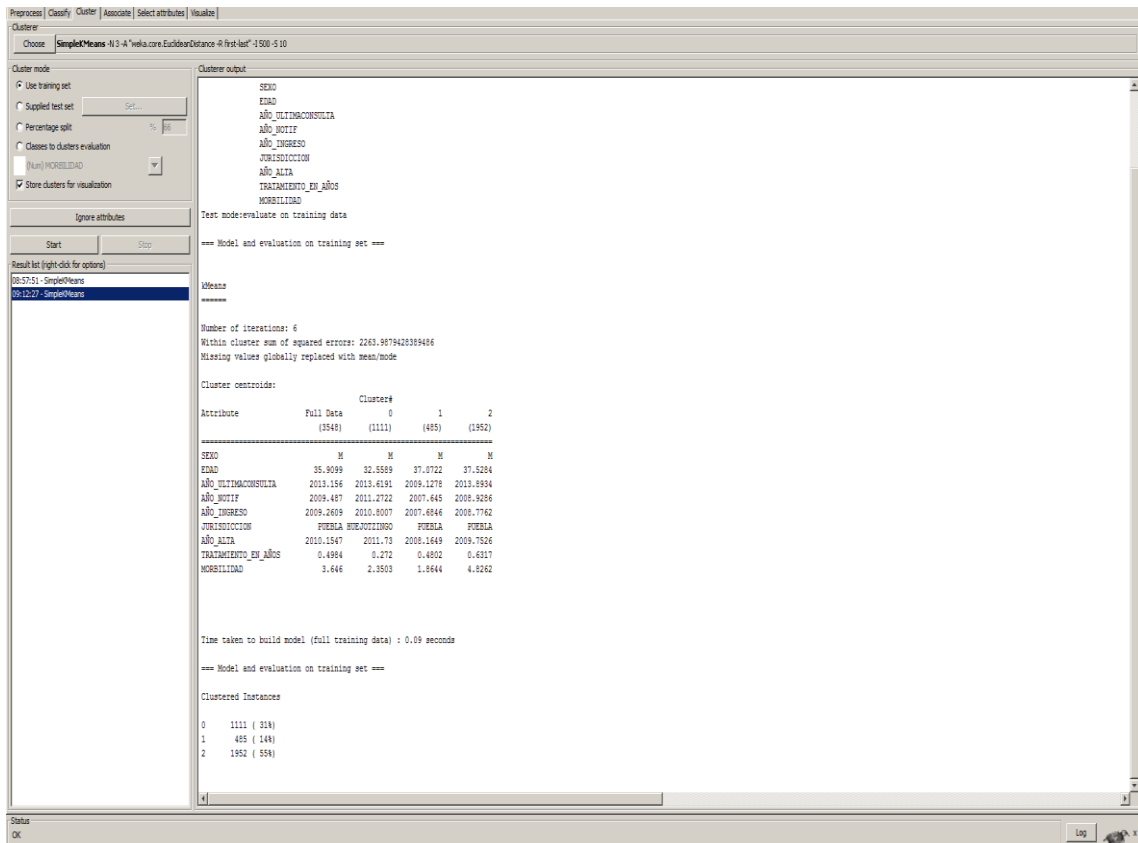 Preprocess Classify Cluster Associate Select attributes Visualize
Clusterer
Choose SimpleKMeans -N 3 -A "weka.core.EuclideanDistance -R first-last" -I 500 -S 10
Cluster mode
Use training set
Supplied test set Set...
Percentage split % 66
Classes to clusters evaluation
(Num) MORBILIDAD
Store clusters for visualization
Ignore attributes
Start Stop
Result list (right-click for options)
08:57:51 - SimpleKMeans
09:12:27 - SimpleKMeans
Clusterer output
SEXO
EDAD
AÑO_ULTIMACONSULTA
AÑO_NOTIF
AÑO_INGRESO
JURISDICCION
AÑO_ALTA
TRATAMIENTO_EN_AÑOS
MORBILIDAD
Test mode:evaluate on training data
=== Model and evaluation on training set ===
kMeans
======
Number of iterations: 6
Within cluster sum of squared errors: 2263.9879428389486
Missing values globally replaced with mean/mode
Cluster centroids:
Cluster#
Attribute Full Data 0 1 2
(3548) (1111) (485) (1952)
======================================================================
SEXO M M M M
EDAD 35.9099 32.5589 37.0722 37.5284
AÑO_ULTIMACONSULTA 2013.156 2013.6191 2009.1278 2013.8934
AÑO_NOTIF 2009.487 2011.2722 2007.645 2008.9286
AÑO_INGRESO 2009.2609 2010.8007 2007.6846 2008.7762
JURISDICCION PUEBLA HUEJOTZINGO PUEBLA PUEBLA
AÑO_ALTA 2010.1547 2011.73 2008.1649 2009.7526
TRATAMIENTO_EN_AÑOS 0.4984 0.272 0.4802 0.6317
MORBILIDAD 3.646 2.3503 1.8644 4.8262
Time taken to build model (full training data) : 0.09 seconds
=== Model and evaluation on training set ===
Clustered Instances
0 1111 ( 31%)
1 485 ( 14%)
2 1952 ( 55%)
Status
OK
Log
x